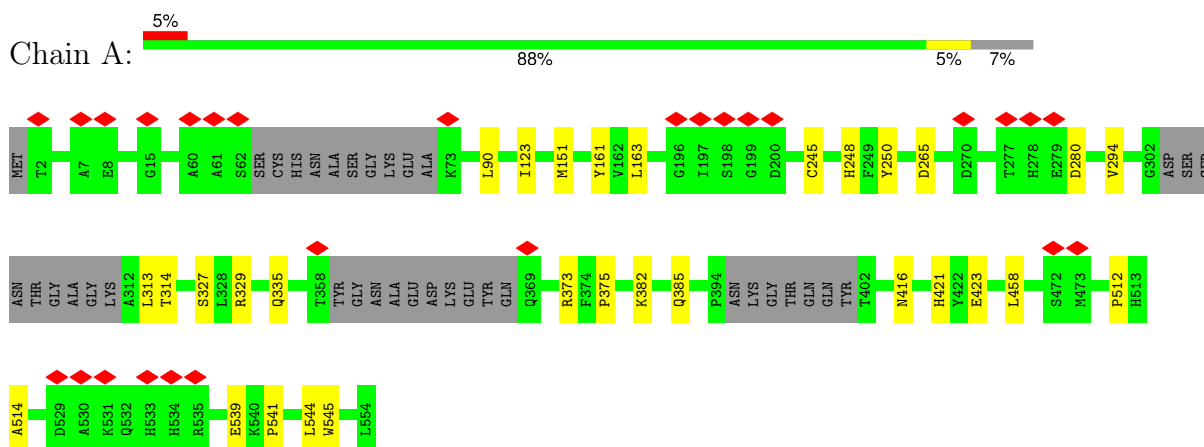 5%
Chain A:
88% 5% 7%
MET T2 A7 E8 G15 A60 A61 S62 SER CYS HIS ASN ALA SER GLY LYS GLU ALA K73 L90 I123 M151 Y161 V162 L163 G196 I197 S198 G199 D200 C245 H248 F249 Y250 D265 D270 T277 H278 E279 D280 V294 G302 ASP SER
ASN THR GLY ALA GLY LYS A312 L313 T314 S327 L328 R329 Q335 T358 TYR GLY ASN ALA GLU ASP LYS GLU TYR GLN Q369 R373 F374 P375 K382 Q385 P394 ASN LYS GLY THR GLN GLN TYR T402 N416 H421 Y422 E423 L458 S472 M473 P512 H513
A514 D529 A530 K531 Q532 H533 H534 R535 E539 K540 P541 L544 W545 L554